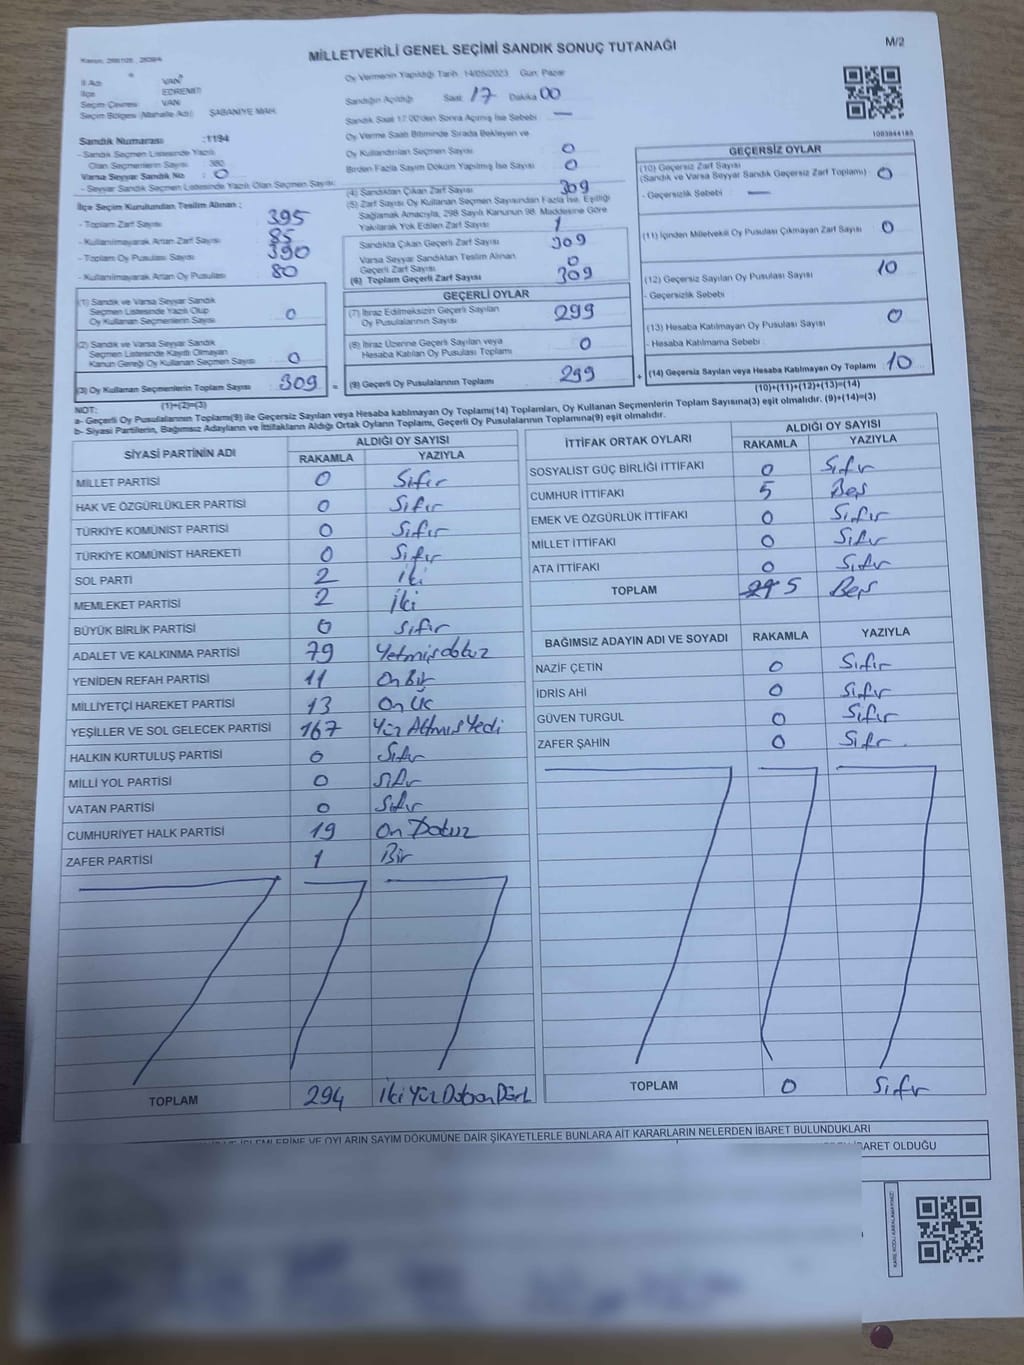 MİLLETVEKİLİ GENEL SEÇİMİ SANDIK SONUÇ TUTANAĞI
M/2
İl Adı VAN
İlçe EDREMİT
Seçim Çevresi VAN
Seçim Bölgesi (Mahalle Adı) ŞABANİYE MAH.
Sandık Numarası :1194
- Sandık Seçmen Listesinde Yazılı
Olan Seçmenlerin Sayısı 380
Varsa Seyyar Sandık No : 0
- Seyyar Sandık Seçmen Listesinde Yazılı Olan Seçmen Sayısı:
İlçe Seçim Kurulundan Teslim Alınan :
- Toplam Zarf Sayısı 395
- Kullanılmayarak Artan Zarf Sayısı 85
- Toplam Oy Pusulası Sayısı 390
- Kullanılmayarak Artan Oy Pusulası 80
(1) Sandık ve Varsa Seyyar Sandık
Seçmen Listesinde Yazılı Olup
Oy Kullanan Seçmenlerin Sayısı 0
(2) Sandık ve Varsa Seyyar Sandık
Seçmen Listesinde Kayıtlı Olmayan
Kanun Gereği Oy Kullanan Seçmen Sayısı 0
(3) Oy Kullanan Seçmenlerin Toplam Sayısı 309 =
(1)+(2)=(3)
Oy Vermenin Yapıldığı Tarih 14/05/2023 Gün: Pazar
Sandığın Açıldığı Saat 17 Dakika 00
Sandık Saat 17:00'den Sonra Açılmış İse Sebebi —
Oy Verme Saati Bitiminde Sırada Bekleyen ve
Oy Kullandırılan Seçmen Sayısı 0
Birden Fazla Sayım Döküm Yapılmış İse Sayısı 0
(4) Sandıktan Çıkan Zarf Sayısı 309
(5) Zarf Sayısı Oy Kullanan Seçmen Sayısından Fazla İse, Eşitliği
Sağlamak Amacıyla, 298 Sayılı Kanunun 98. Maddesine Göre
Yakılarak Yok Edilen Zarf Sayısı 1
Sandıkta Çıkan Geçerli Zarf Sayısı 309
Varsa Seyyar Sandıktan Teslim Alınan
Geçerli Zarf Sayısı 0
(6) Toplam Geçerli Zarf Sayısı 309
GEÇERLİ OYLAR
(7) İtiraz Edilmeksizin Geçerli Sayılan
Oy Pusulalarının Sayısı 299
(8) İtiraz Üzerine Geçerli Sayılan veya
Hesaba Katılan Oy Pusulası Toplamı 0
(9) Geçerli Oy Pusulalarının Toplamı 299 +
1003844185
GEÇERSİZ OYLAR
(10) Geçersiz Zarf Sayısı
(Sandık ve Varsa Seyyar Sandık Geçersiz Zarf Toplamı) 0
- Geçersizlik Sebebi —
(11) İçinden Milletvekili Oy Pusulası Çıkmayan Zarf Sayısı 0
(12) Geçersiz Sayılan Oy Pusulası Sayısı 10
- Geçersizlik Sebebi
(13) Hesaba Katılmayan Oy Pusulası Sayısı 0
- Hesaba Katılmama Sebebi
(14) Geçersiz Sayılan veya Hesaba Katılmayan Oy Toplamı 10
(10)+(11)+(12)+(13)=(14)
NOT:
a- Geçerli Oy Pusulalarının Toplamı(9) ile Geçersiz Sayılan veya Hesaba katılmayan Oy Toplamı(14) Toplamları, Oy Kullanan Seçmenlerin Toplam Sayısına(3) eşit olmalıdır. (9)+(14)=(3)
b- Siyasi Partilerin, Bağımsız Adayların ve İttifakların Aldığı Ortak Oyların Toplamı, Geçerli Oy Pusulalarının Toplamına(9) eşit olmalıdır.
SİYASİ PARTİNİN ADI ALDIĞI OY SAYISI
RAKAMLA YAZIYLA
MİLLET PARTİSİ 0 Sıfır
HAK VE ÖZGÜRLÜKLER PARTİSİ 0 Sıfır
TÜRKİYE KOMÜNİST PARTİSİ 0 Sıfır
TÜRKİYE KOMÜNİST HAREKETİ 0 Sıfır
SOL PARTİ 2 İki
MEMLEKET PARTİSİ 2 İki
BÜYÜK BİRLİK PARTİSİ 0 Sıfır
ADALET VE KALKINMA PARTİSİ 79 Yetmişdokuz
YENİDEN REFAH PARTİSİ 11 On Bir
MİLLİYETÇİ HAREKET PARTİSİ 13 On Üç
YEŞİLLER VE SOL GELECEK PARTİSİ 167 Yüz Altmış Yedi
HALKIN KURTULUŞ PARTİSİ 0 Sıfır
MİLLİ YOL PARTİSİ 0 Sıfır
VATAN PARTİSİ 0 Sıfır
CUMHURİYET HALK PARTİSİ 19 On Dokuz
ZAFER PARTİSİ 1 Bir
TOPLAM 294 İki Yüz Doksan Dört
İTTİFAK ORTAK OYLARI ALDIĞI OY SAYISI
RAKAMLA YAZIYLA
SOSYALİST GÜÇ BİRLİĞİ İTTİFAKI 0 Sıfır
CUMHUR İTTİFAKI 5 Beş
EMEK VE ÖZGÜRLÜK İTTİFAKI 0 Sıfır
MİLLET İTTİFAKI 0 Sıfır
ATA İTTİFAKI 0 Sıfır
TOPLAM 5 Beş
BAĞIMSIZ ADAYIN ADI VE SOYADI RAKAMLA YAZIYLA
NAZİF ÇETİN 0 Sıfır
İDRİS AHİ 0 Sıfır
GÜVEN TURGUL 0 Sıfır
ZAFER ŞAHİN 0 Sıfır
TOPLAM 0 Sıfır
İŞLEMLERİNE VE OYLARIN SAYIM DÖKÜMÜNE DAİR ŞİKAYETLERLE BUNLARA AİT KARARLARIN NELERDEN İBARET BULUNDUKLARI
İBARET OLDUĞU